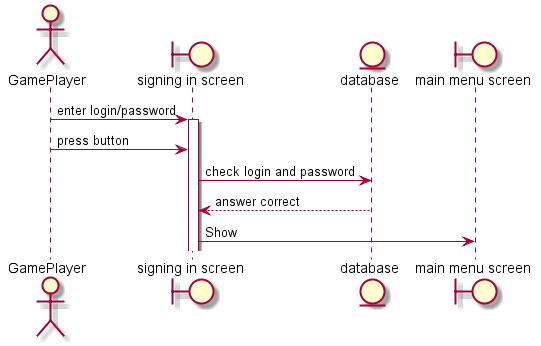 GamePlayer
signing in screen
database
main menu screen
enter login/password
press button
check login and password
answer correct
Show
GamePlayer
signing in screen
database
main menu screen